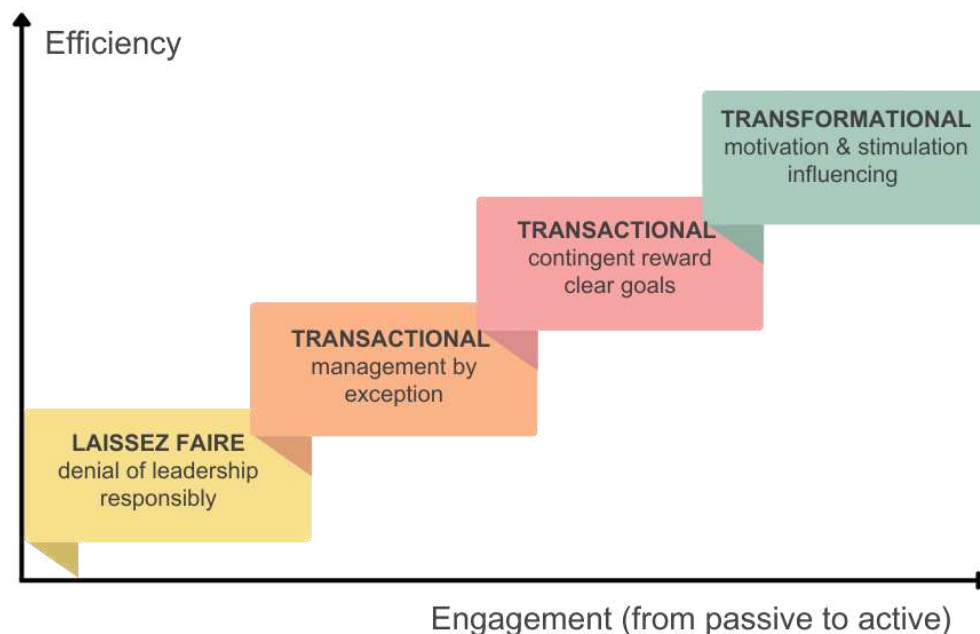 Efficiency
TRANSFORMATIONAL
motivation & stimulation
influencing
TRANSACTIONAL
contingent reward
clear goals
TRANSACTIONAL
management by
exception
LAISSEZ FAIRE
denial of leadership
responsibly
Engagement (from passive to active)